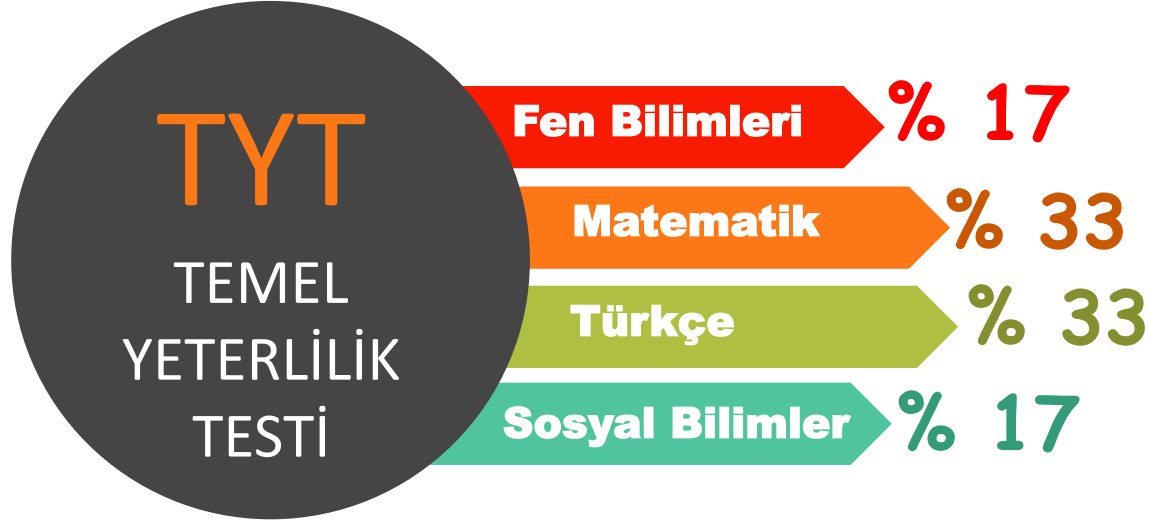 TYT
TEMEL
YETERLİLİK
TESTİ
Fen Bilimleri % 17
Matematik % 33
Türkçe % 33
Sosyal Bilimler % 17